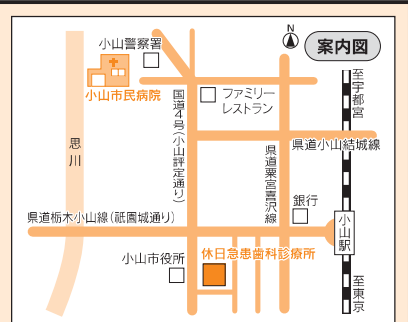 N
案内図
小山警察署
小山市民病院
至宇都宮
ファミリー
レストラン
国道4号(小山評定通り)
思川
県道小山結城線
県道粟宮喜沢線
銀行
県道栃木小山線(祇園城通り)
小山駅
小山市役所
休日急患歯科診療所
至東京